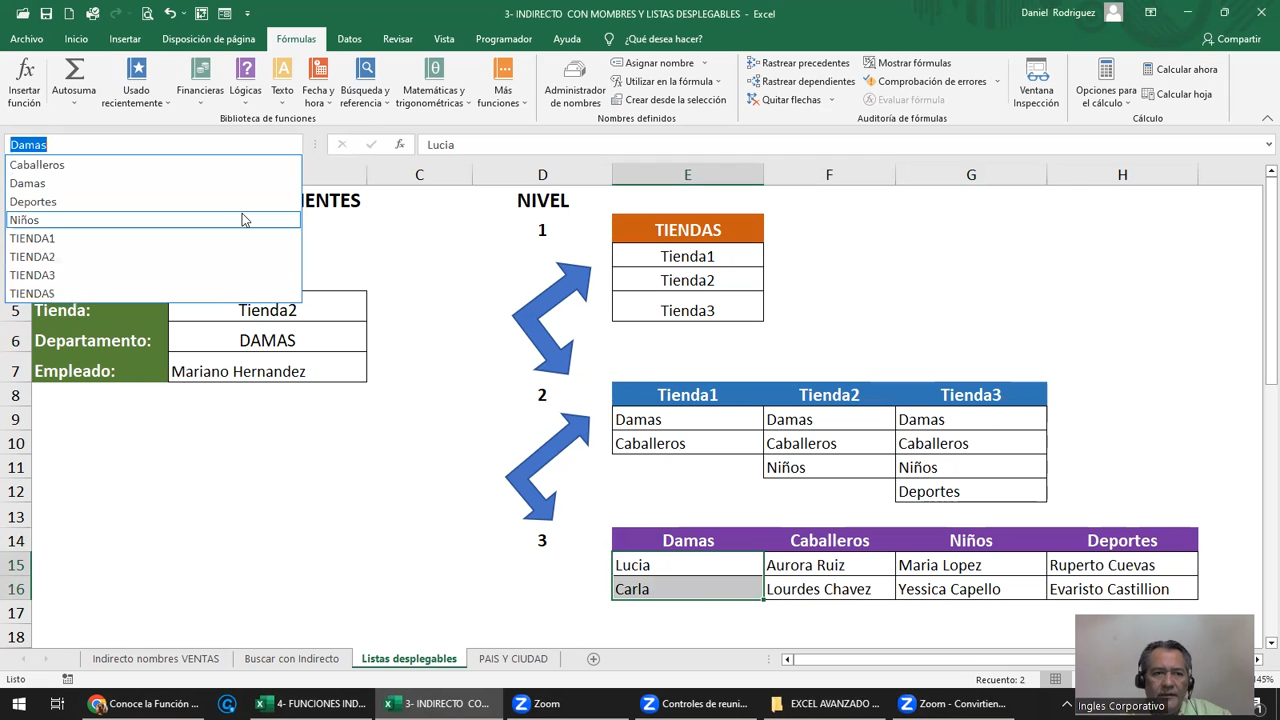 3- INDIRECTO CON MOMBRES Y LISTAS DESPLEGABLES - Excel
Daniel Rodriguez
Archivo Inicio Insertar Disposición de página Fórmulas Datos Revisar Vista Programador Ayuda ¿Qué desea hacer? Compartir
Insertar función
Autosuma
Usado recientemente
Financieras
Lógicas
Texto
Fecha y hora
Búsqueda y referencia
Matemáticas y trigonométricas
Más funciones
Biblioteca de funciones
Administrador de nombres
Asignar nombre
Utilizar en la fórmula
Crear desde la selección
Nombres definidos
Rastrear precedentes
Rastrear dependientes
Quitar flechas
Mostrar fórmulas
Comprobación de errores
Evaluar fórmula
Auditoría de fórmulas
Ventana Inspección
Opciones para el cálculo
Calcular ahora
Calcular hoja
Cálculo
Damas
fx
Lucia
Caballeros
Damas
Deportes
Niños
TIENDA1
TIENDA2
TIENDA3
TIENDAS
C D E F G H
IENTES NIVEL
1 TIENDAS
Tienda1
Tienda2
Tienda3
5 Tienda: Tienda2
6 Departamento: DAMAS
7 Empleado: Mariano Hernandez
8 2 Tienda1 Tienda2 Tienda3
9 Damas Damas Damas
10 Caballeros Caballeros Caballeros
11 Niños Niños
12 Deportes
13
14 3 Damas Caballeros Niños Deportes
15 Lucia Aurora Ruiz Maria Lopez Ruperto Cuevas
16 Carla Lourdes Chavez Yessica Capello Evaristo Castillion
17
18
Indirecto nombres VENTAS Buscar con Indirecto Listas desplegables PAIS Y CIUDAD
Listo
Recuento: 2
145%
Conoce la Función ...
4- FUNCIONES IND...
3- INDIRECTO CO...
Zoom
Controles de reuni...
EXCEL AVANZADO ...
Zoom - Convirtien...
Ingles Corporativo